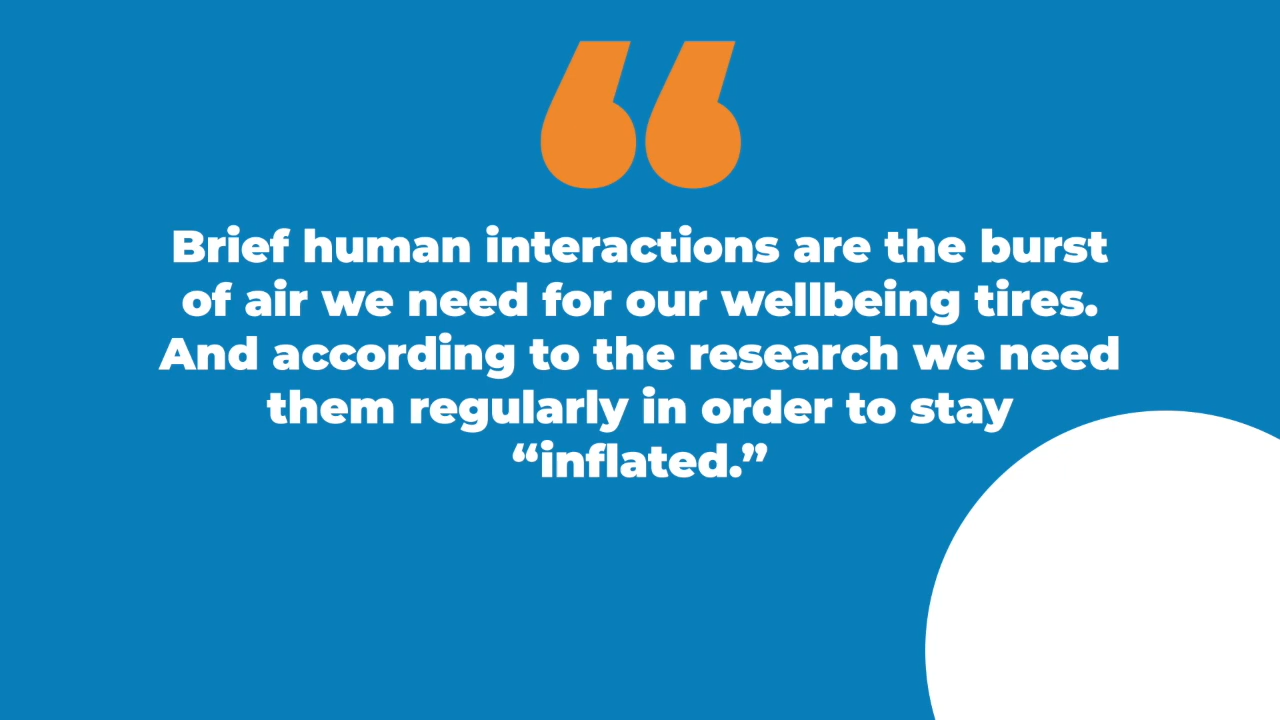 “
Brief human interactions are the burst
of air we need for our wellbeing tires.
And according to the research we need
them regularly in order to stay
“inflated.”